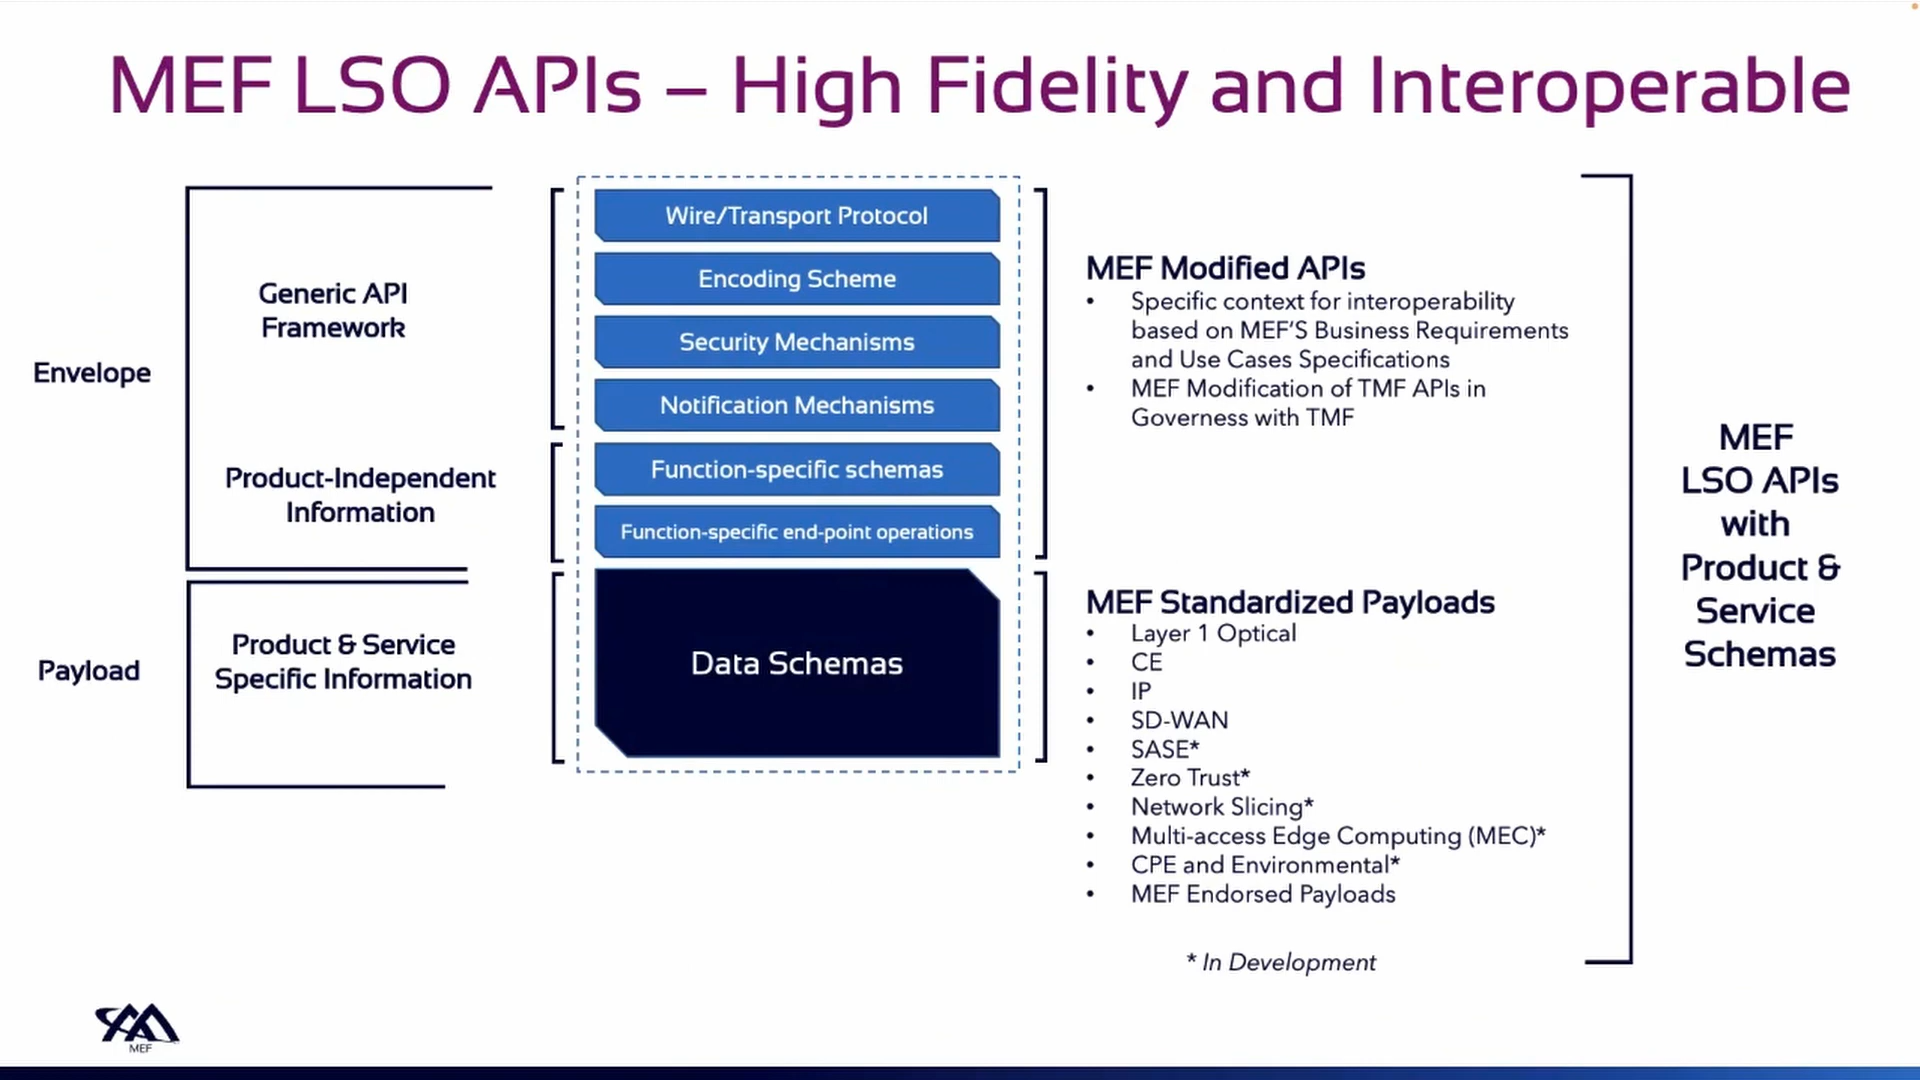 MEF LSO APIs – High Fidelity and Interoperable
Envelope
Generic API
Framework
Product-Independent
Information
Payload
Product & Service
Specific Information
Wire/Transport Protocol
Encoding Scheme
Security Mechanisms
Notification Mechanisms
Function-specific schemas
Function-specific end-point operations
Data Schemas
MEF Modified APIs
• Specific context for interoperability
based on MEF'S Business Requirements
and Use Cases Specifications
• MEF Modification of TMF APIs in
Governess with TMF
MEF Standardized Payloads
• Layer 1 Optical
• CE
• IP
• SD-WAN
• SASE*
• Zero Trust*
• Network Slicing*
• Multi-access Edge Computing (MEC)*
• CPE and Environmental*
• MEF Endorsed Payloads
* In Development
MEF
LSO APIs
with
Product &
Service
Schemas
MEF